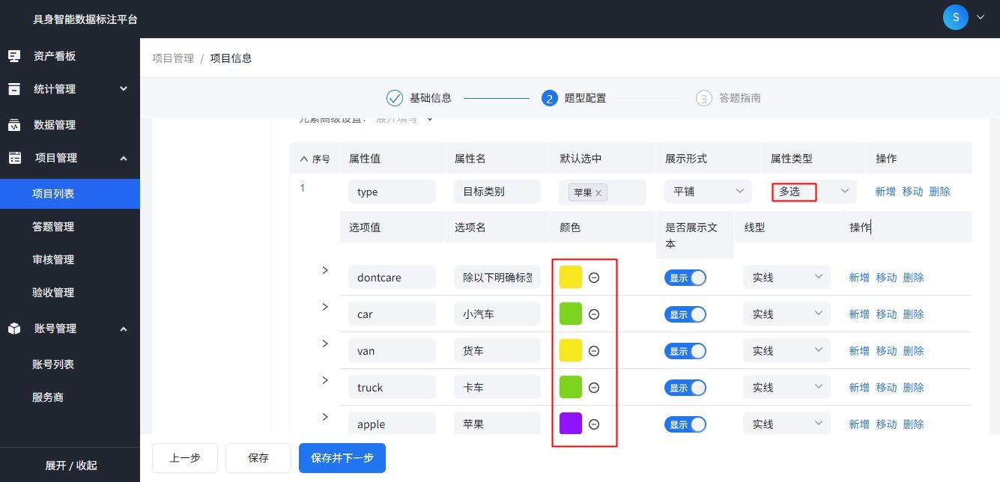 具身智能数据标注平台
S
资产看板
统计管理
数据管理
项目管理
项目列表
答题管理
审核管理
验收管理
账号管理
账号列表
服务商
展开 / 收起
项目管理 / 项目信息
基础信息
2 题型配置
3 答题指南
元素高级设置: 展开填写
序号 属性值 属性名 默认选中 展示形式 属性类型 操作
1 type 目标类别 苹果 x 平铺 多选 新增 移动 删除
选项值 选项名 颜色 是否展示文本 线型 操作
dontcare 除以下明确标签 显示 实线 新增 移动 删除
car 小汽车 显示 实线 新增 移动 删除
van 货车 显示 实线 新增 移动 删除
truck 卡车 显示 实线 新增 移动 删除
apple 苹果 显示 实线 新增 移动 删除
上一步 保存 保存并下一步